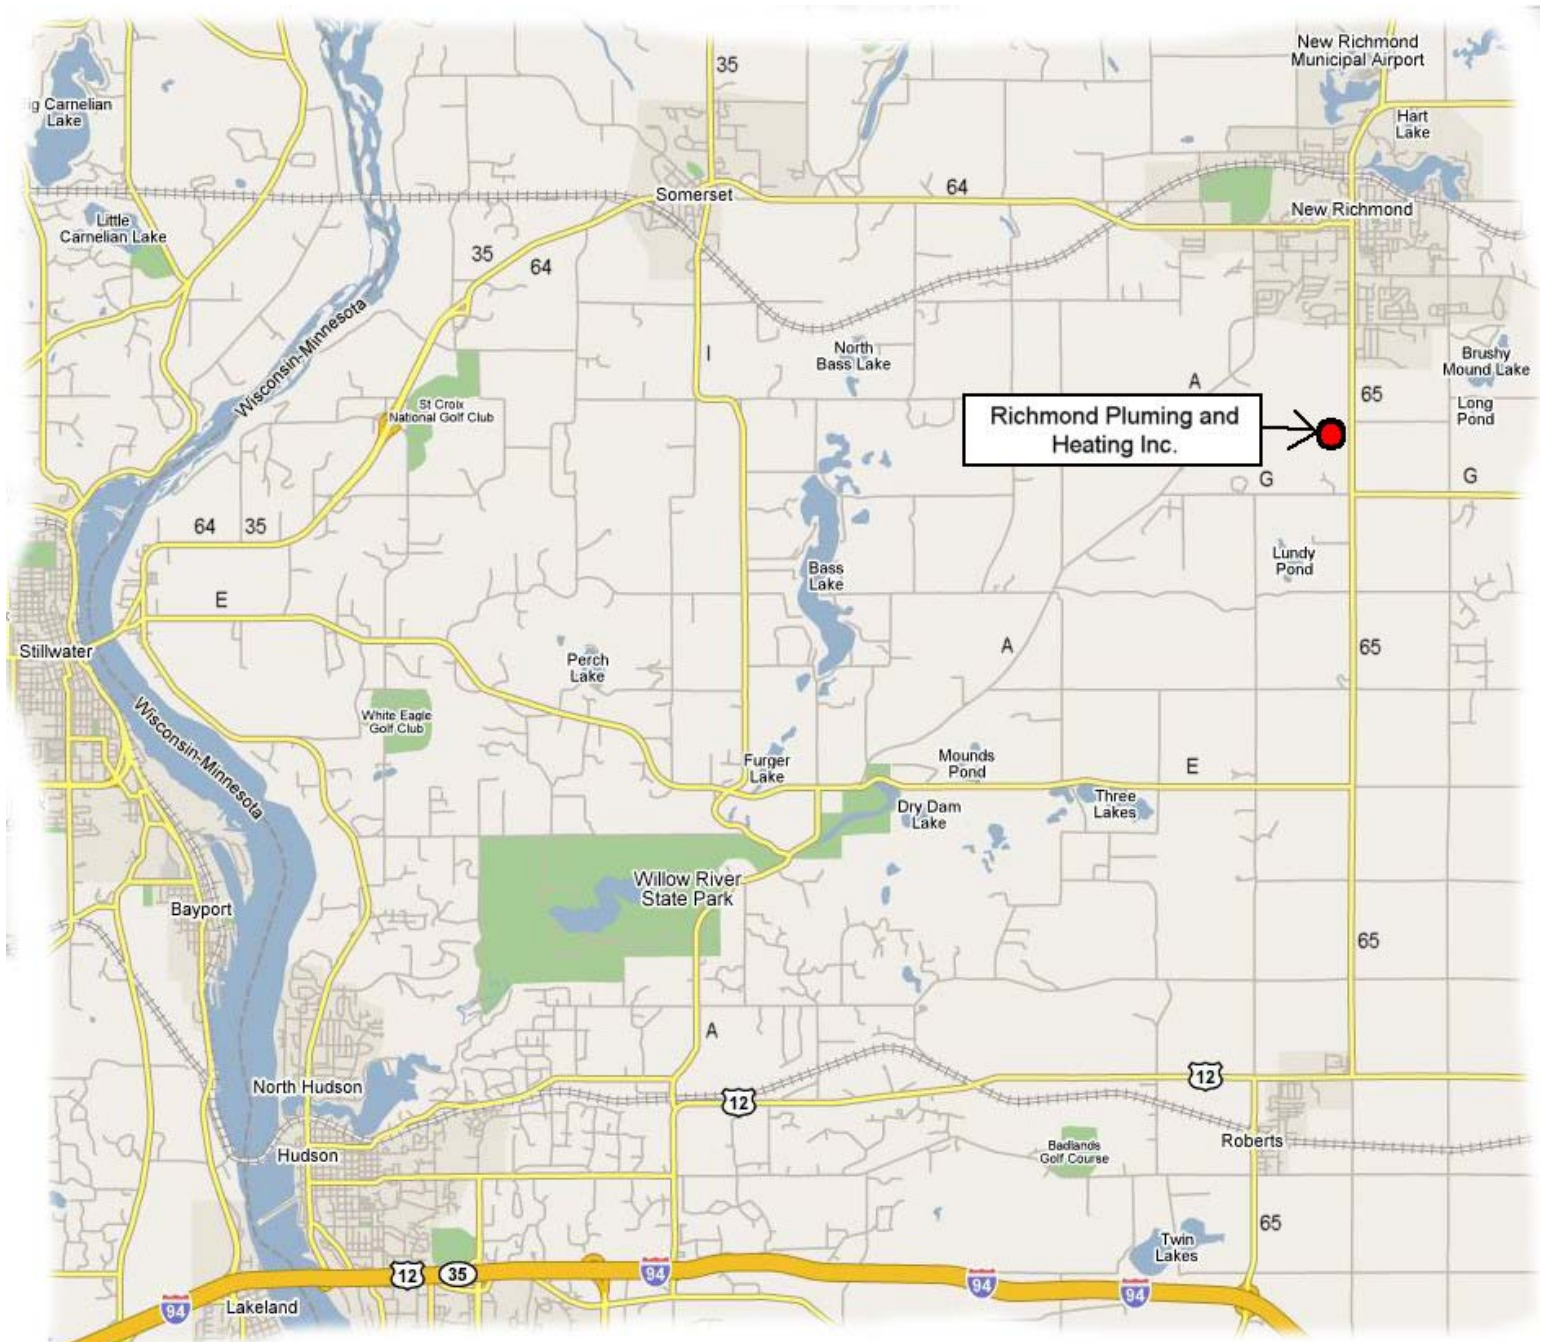 New Richmond
Municipal Airport
35
ig Carnelian
Lake
Hart
Lake
64
Somerset
New Richmond
Little
Carnelian Lake
35
64
Wisconsin-Minnesota
I
North
Bass Lake
Brushy
Mound Lake
A
65
St Croix
National Golf Club
Long
Pond
Richmond Pluming and
Heating Inc.
G
G
64
35
Lundy
Pond
Bass
Lake
E
A
65
Stillwater
Perch
Lake
Wisconsin-Minnesota
White Eagle
Golf Club
Furger
Lake
Mounds
Pond
E
Dry Dam
Lake
Three
Lakes
Willow River
State Park
Bayport
65
A
North Hudson
12
12
Hudson
Badlands
Golf Course
Roberts
65
Twin
Lakes
12
35
94
94
94
94
Lakeland